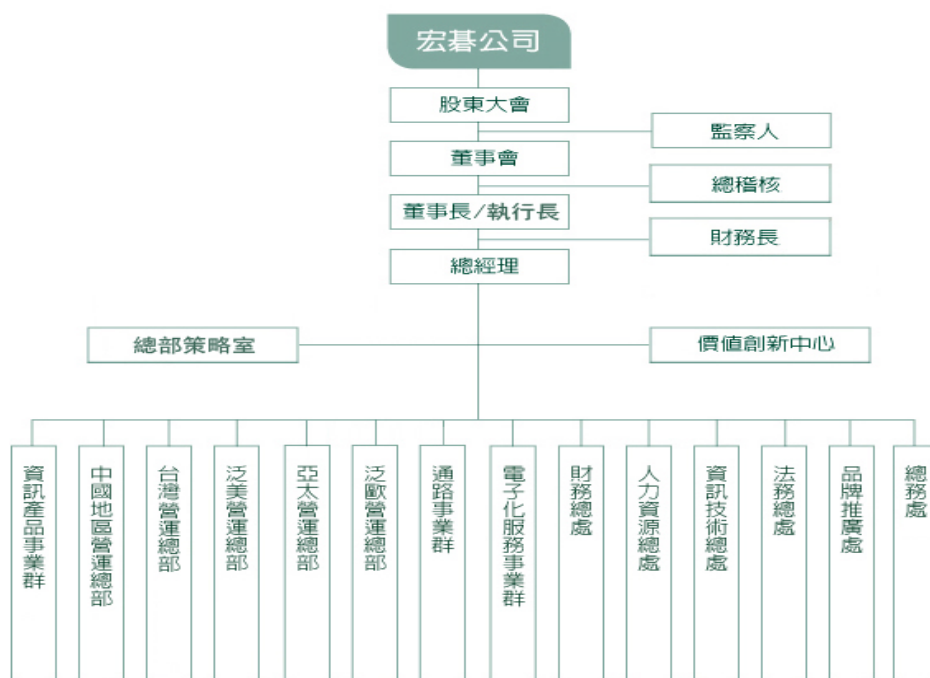 宏碁公司
股東大會
監察人
董事會
總稽核
董事長/執行長
財務長
總經理
總部策略室
價值創新中心
資訊產品事業群
中國地區營運總部
台灣營運總部
泛美營運總部
亞太營運總部
泛歐營運總部
通路事業群
電子化服務事業群
財務總處
人力資源總處
資訊技術總處
法務總處
品牌推廣處
總務處